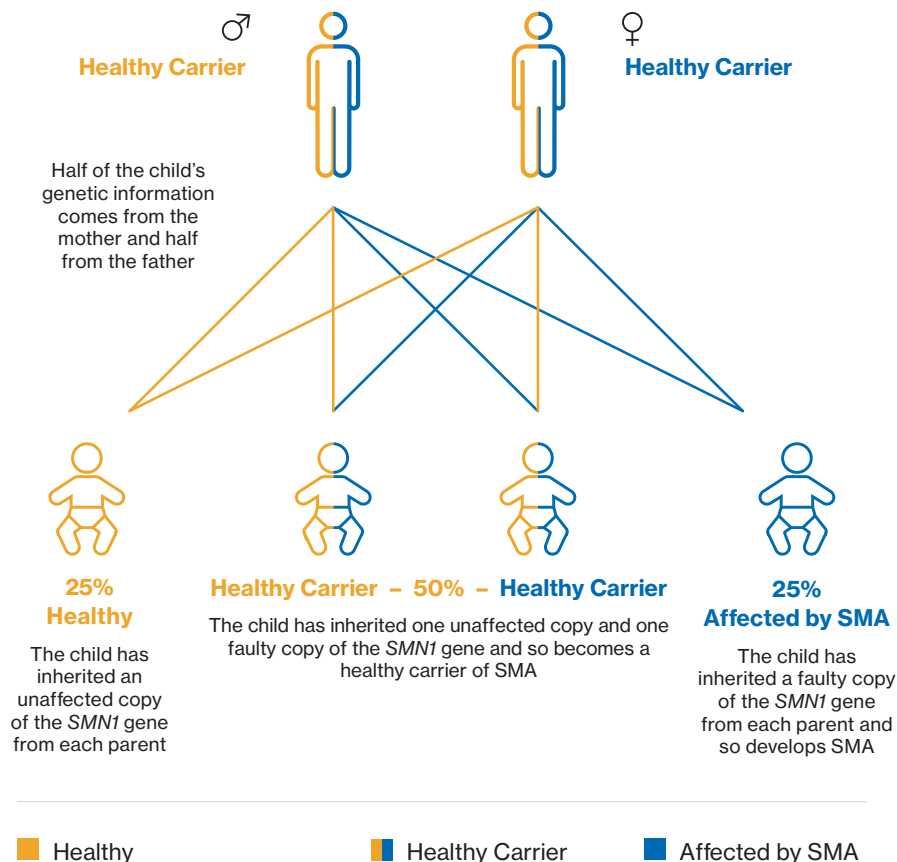 ♂
♀
Healthy Carrier
Healthy Carrier
Half of the child’s
genetic information
comes from the
mother and half
from the father
25%
Healthy
The child has
inherited an
unaffected copy
of the SMN1 gene
from each parent
Healthy Carrier – 50% – Healthy Carrier
The child has inherited one unaffected copy and one
faulty copy of the SMN1 gene and so becomes a
healthy carrier of SMA
25%
Affected by SMA
The child has
inherited a faulty copy
of the SMN1 gene
from each parent and
so develops SMA
Healthy
Healthy Carrier
Affected by SMA